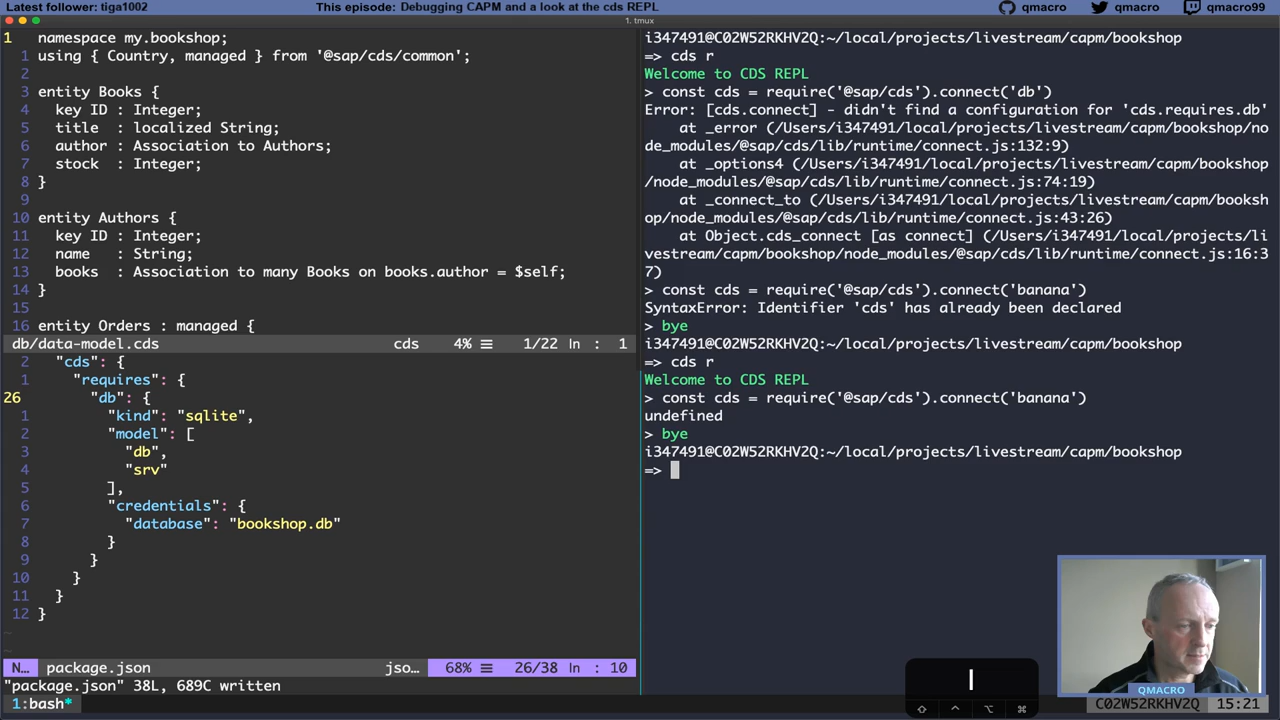 Latest follower: tiga1002
This episode: Debugging CAPM and a look at the cds REPL
qmacro
qmacro
qmacro99
1. tmux
1 namespace my.bookshop;
1 using { Country, managed } from '@sap/cds/common';
2
3 entity Books {
4 key ID : Integer;
5 title : localized String;
6 author : Association to Authors;
7 stock : Integer;
8 }
9
10 entity Authors {
11 key ID : Integer;
12 name : String;
13 books : Association to many Books on books.author = $self;
14 }
15
16 entity Orders : managed {
db/data-model.cds cds 4% ☰ 1/22 ln : 1
2 "cds": {
1 "requires": {
26 "db": {
1 "kind": "sqlite",
2 "model": [
3 "db",
4 "srv"
5 ],
6 "credentials": {
7 "database": "bookshop.db"
8 }
9 }
10 }
11 }
12 }
~
~
N… package.json jso… 68% ☰ 26/38 ln : 10
"package.json" 38L, 689C written
1:bash*
i347491@C02W52RKHV2Q:~/local/projects/livestream/capm/bookshop
=> cds r
Welcome to CDS REPL
> const cds = require('@sap/cds').connect('db')
Error: [cds.connect] - didn't find a configuration for 'cds.requires.db'
at _error (/Users/i347491/local/projects/livestream/capm/bookshop/no
de_modules/@sap/cds/lib/runtime/connect.js:132:9)
at _options4 (/Users/i347491/local/projects/livestream/capm/bookshop
/node_modules/@sap/cds/lib/runtime/connect.js:74:19)
at _connect_to (/Users/i347491/local/projects/livestream/capm/booksh
op/node_modules/@sap/cds/lib/runtime/connect.js:43:26)
at Object.cds_connect [as connect] (/Users/i347491/local/projects/li
vestream/capm/bookshop/node_modules/@sap/cds/lib/runtime/connect.js:16:3
7)
> const cds = require('@sap/cds').connect('banana')
SyntaxError: Identifier 'cds' has already been declared
> bye
i347491@C02W52RKHV2Q:~/local/projects/livestream/capm/bookshop
=> cds r
Welcome to CDS REPL
> const cds = require('@sap/cds').connect('banana')
undefined
> bye
i347491@C02W52RKHV2Q:~/local/projects/livestream/capm/bookshop
=>
l
⇧ ^ ⌥ ⌘
QMACRO
C02W52RKHV2Q 15:21